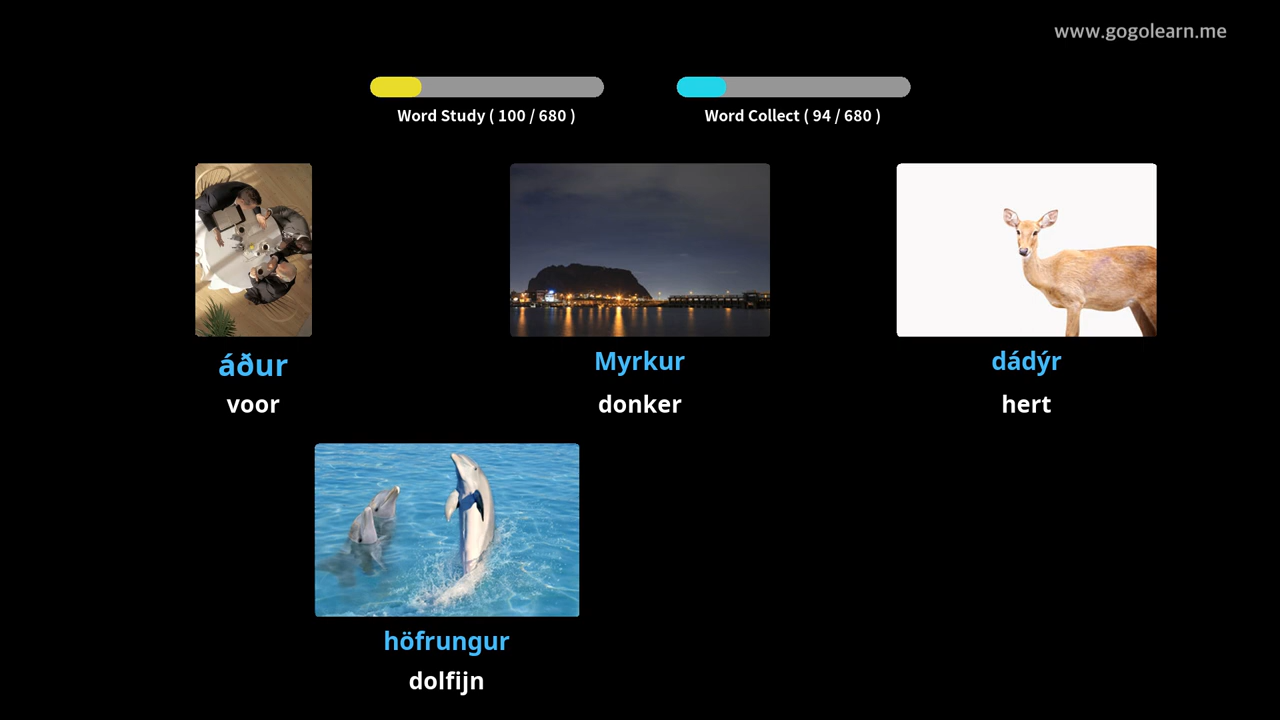 www.gogolearn.me
Word Study ( 100 / 680 )
Word Collect ( 94 / 680 )
áður
voor
Myrkur
donker
dádýr
hert
höfrungur
dolfijn